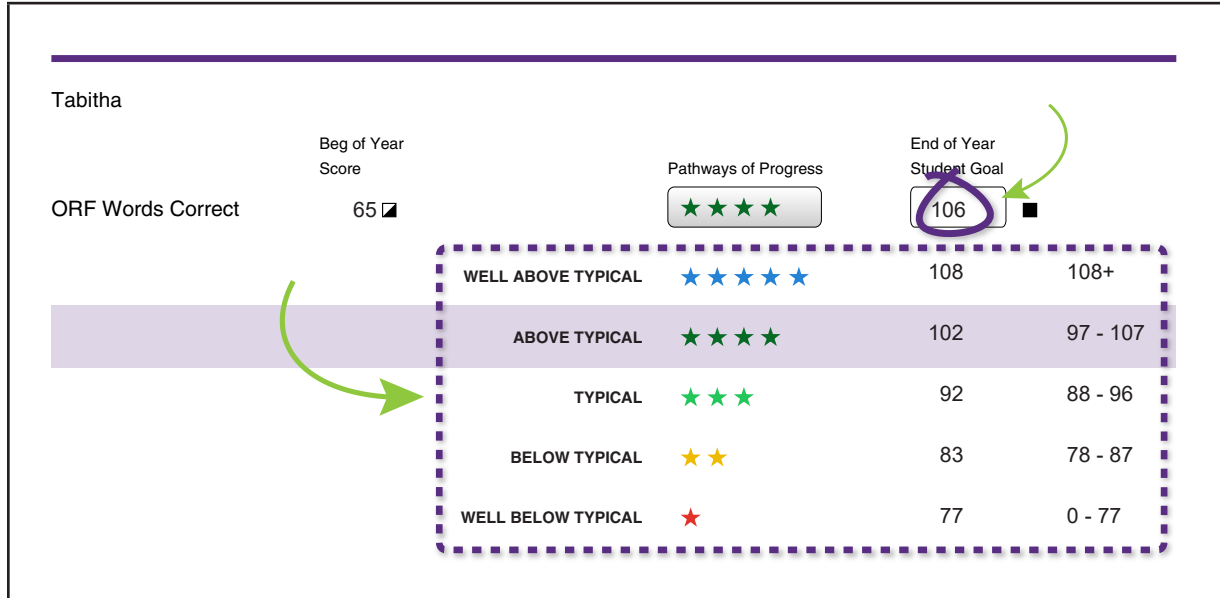 Tabitha
Beg of Year
Score
Pathways of Progress
End of Year
Student Goal
ORF Words Correct 65 106
WELL ABOVE TYPICAL 108 108+
ABOVE TYPICAL 102 97 - 107
TYPICAL 92 88 - 96
BELOW TYPICAL 83 78 - 87
WELL BELOW TYPICAL 77 0 - 77